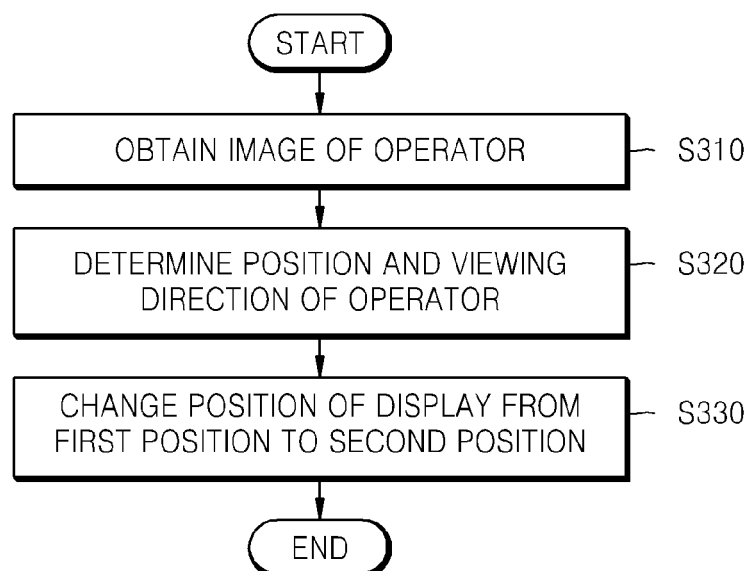 START
OBTAIN IMAGE OF OPERATOR
S310
DETERMINE POSITION AND VIEWING
DIRECTION OF OPERATOR
S320
CHANGE POSITION OF DISPLAY FROM
FIRST POSITION TO SECOND POSITION
S330
END